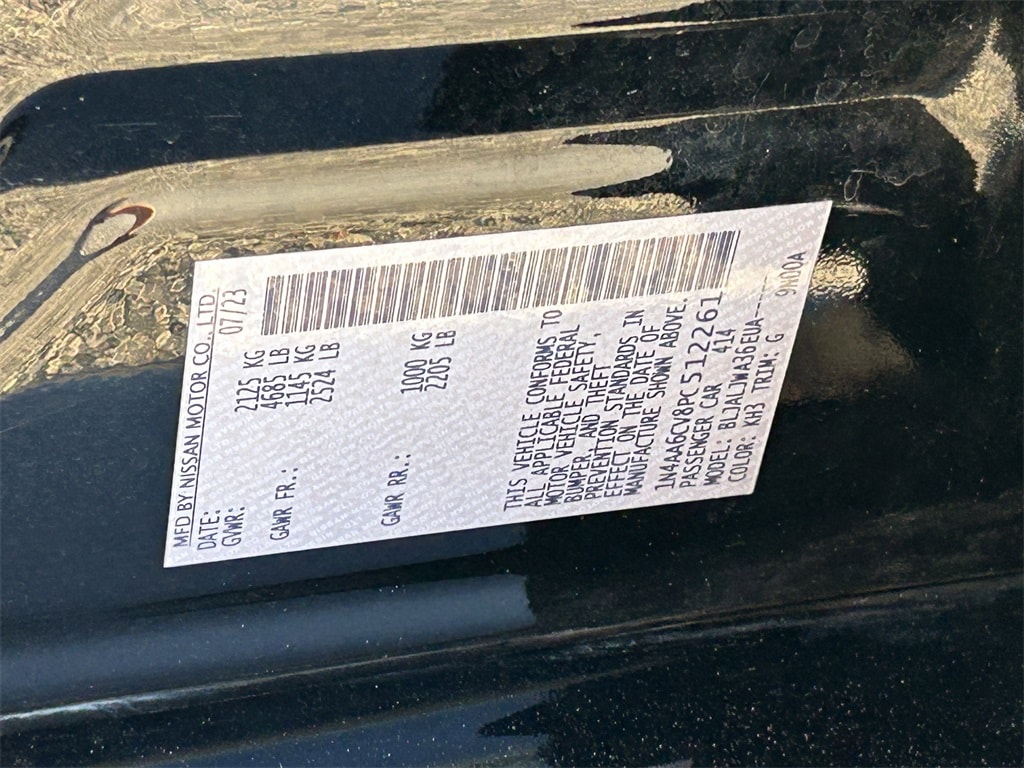 MFD BY NISSAN MOTOR CO., LTD.
DATE: 07/23
GVWR: 2125 KG
4685 LB
GAWR FR.: 1145 KG
2524 LB
GAWR RR.: 1000 KG
2205 LB
THIS VEHICLE CONFORMS TO
ALL APPLICABLE FEDERAL
MOTOR VEHICLE SAFETY,
BUMPER, AND THEFT
PREVENTION STANDARDS IN
EFFECT ON THE DATE OF
MANUFACTURE SHOWN ABOVE.
1N4AA6CV8PC512261
PASSENGER CAR 414
MODEL: BLJALJWA36EUA-----
COLOR: KH3 TRIM: G 9N00A